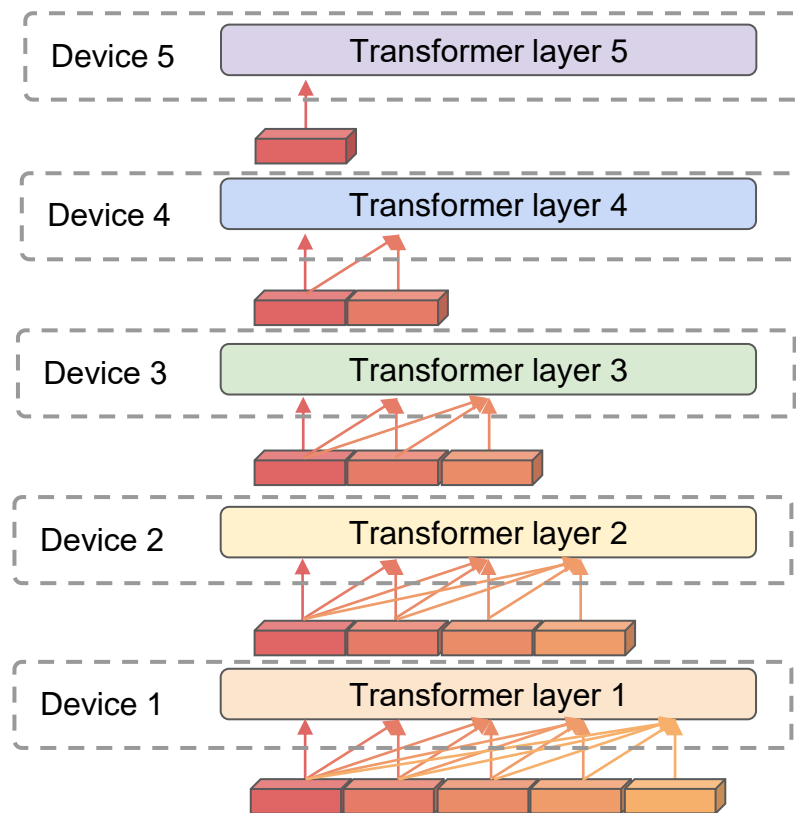 Device 5
Transformer layer 5
Device 4
Transformer layer 4
Device 3
Transformer layer 3
Device 2
Transformer layer 2
Device 1
Transformer layer 1